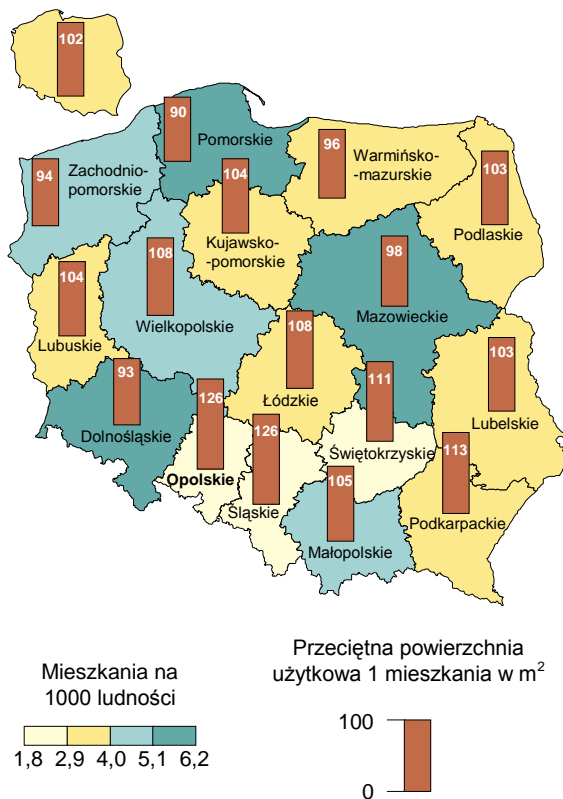 102
90
Pomorskie
96
Warmińsko-
-mazurskie
94
Zachodnio-
pomorskie
104
Kujawsko-
-pomorskie
103
Podlaskie
108
Wielkopolskie
98
Mazowieckie
104
Lubuskie
108
Łódzkie
103
Lubelskie
93
Dolnośląskie
111
Świętokrzyskie
126
Opolskie
126
Śląskie
113
Podkarpackie
105
Małopolskie
Mieszkania na
1000 ludności
1,8 2,9 4,0 5,1 6,2
Przeciętna powierzchnia
użytkowa 1 mieszkania w m²
100
0